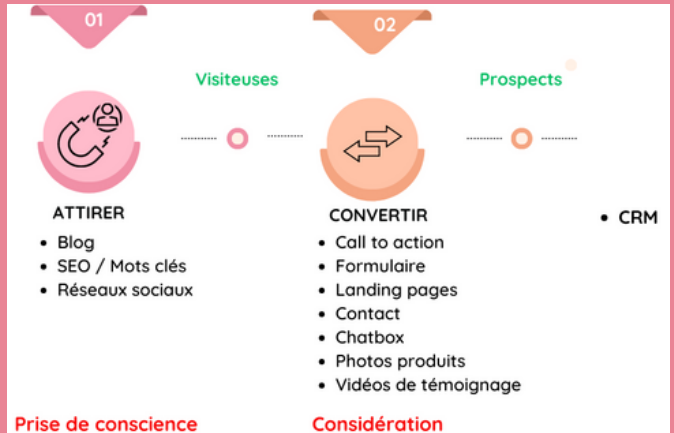 01
02
Visiteuses
Prospects
ATTIRER
• Blog
• SEO / Mots clés
• Réseaux sociaux
CONVERTIR
• Call to action
• Formulaire
• Landing pages
• Contact
• Chatbox
• Photos produits
• Vidéos de témoignage
• CRM
Prise de conscience
Considération